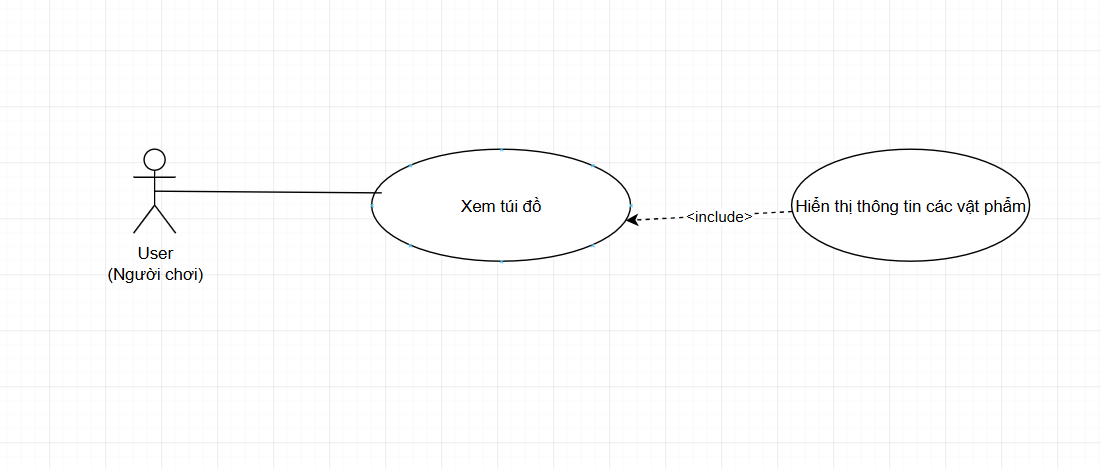 Xem túi đồ
<include>
Hiển thị thông tin các vật phẩm
User
(Người chơi)